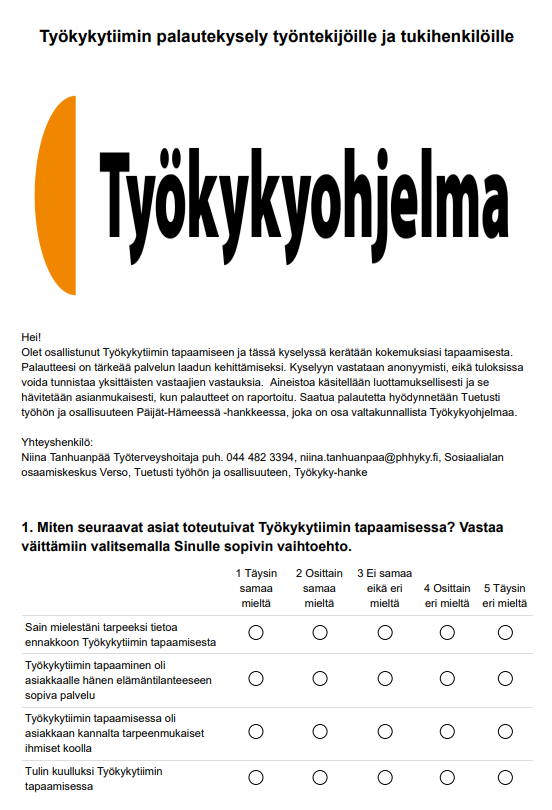 Työkykytiimin palautekysely työntekijöille ja tukihenkilöille
Työkykyohjelma
Hei!
Olet osallistunut Työkykytiimin tapaamiseen ja tässä kyselyssä kerätään kokemuksiasi tapaamisesta.
Palautteesi on tärkeää palvelun laadun kehittämiseksi. Kyselyyn vastataan anonyymisti, eikä tuloksissa
voida tunnistaa yksittäisten vastaajien vastauksia.  Aineistoa käsitellään luottamuksellisesti ja se
hävitetään asianmukaisesti, kun palautteet on raportoitu. Saatua palautetta hyödynnetään Tuetusti
työhön ja osallisuuteen Päijät-Hämeessä -hankkeessa, joka on osa valtakunnallista Työkykyohjelmaa.
Yhteyshenkilö:
Niina Tanhuanpää Työterveyshoitaja puh. 044 482 3394, niina.tanhuanpaa@phhyky.fi, Sosiaalialan
osaamiskeskus Verso, Tuetusti työhön ja osallisuuteen, Työkyky-hanke
1. Miten seuraavat asiat toteutuivat Työkykytiimin tapaamisessa? Vastaa
väittämiin valitsemalla Sinulle sopivin vaihtoehto.
1 Täysin samaa mieltä
2 Osittain samaa mieltä
3 Ei samaa eikä eri mieltä
4 Osittain eri mieltä
5 Täysin eri mieltä
Sain mielestäni tarpeeksi tietoa
ennakkoon Työkykytiimin tapaamisesta
Työkykytiimin tapaaminen oli
asiakkaalle hänen elämäntilanteeseen
sopiva palvelu
Työkykytiimin tapaamisessa oli
asiakkaan kannalta tarpeenmukaiset
ihmiset koolla
Tulin kuulluksi Työkykytiimin
tapaamisessa